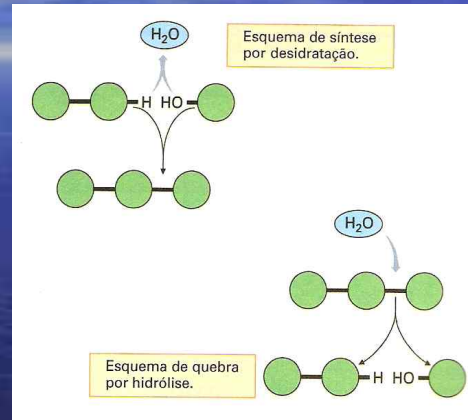 H₂O
Esquema de síntese
por desidratação.
H HO
H₂O
Esquema de quebra
por hidrólise.
H HO